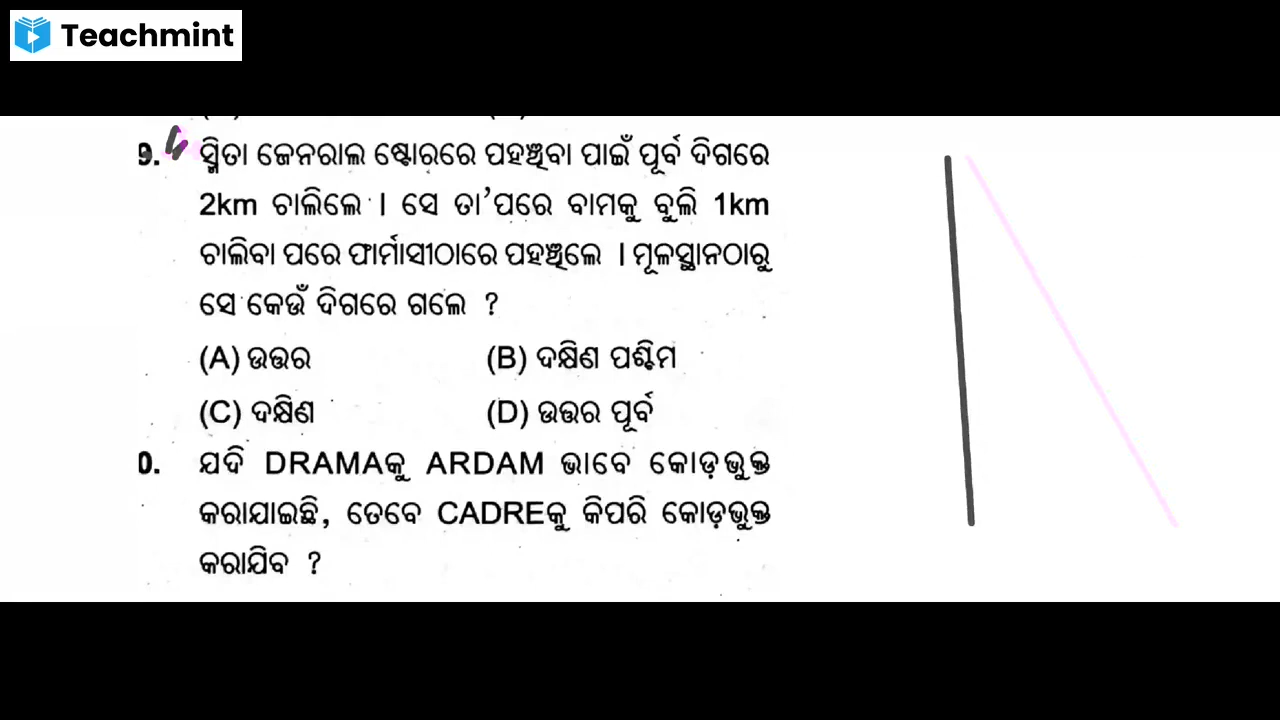 Teachmint
9. ସ୍ମିତା ଜେନରାଲ ଷ୍ଟୋରରେ ପହଞ୍ଚିବା ପାଇଁ ପୂର୍ବ ଦିଗରେ
2km ଚାଲିଲେ । ସେ ତା'ପରେ ବାମକୁ ବୁଲି 1km
ଚାଲିବା ପରେ ଫାର୍ମାସୀଠାରେ ପହଞ୍ଚିଲେ । ମୂଳସ୍ଥାନଠାରୁ
ସେ କେଉଁ ଦିଗରେ ଗଲେ ?
(A) ଉତ୍ତର (B) ଦକ୍ଷିଣ ପଶ୍ଚିମ
(C) ଦକ୍ଷିଣ (D) ଉତ୍ତର ପୂର୍ବ
0. ଯଦି DRAMAକୁ ARDAM ଭାବେ କୋଡ଼ଭୁକ୍ତ
କରାଯାଇଛି, ତେବେ CADREକୁ କିପରି କୋଡ଼ଭୁକ୍ତ
କରାଯିବ ?